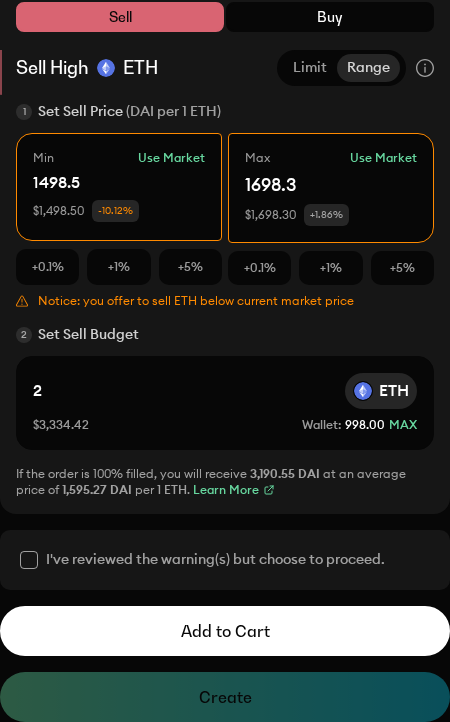 Sell Buy
Sell High ETH Limit Range
1 Set Sell Price (DAI per 1 ETH)
Min Use Market Max Use Market
1498.5 1698.3
$1,498.50 -10.12% $1,698.30 +1.86%
+0.1% +1% +5% +0.1% +1% +5%
Notice: you offer to sell ETH below current market price
2 Set Sell Budget
2 ETH
$3,334.42 Wallet: 998.00 MAX
If the order is 100% filled, you will receive 3,190.55 DAI at an average
price of 1,595.27 DAI per 1 ETH. Learn More
I've reviewed the warning(s) but choose to proceed.
Add to Cart
Create